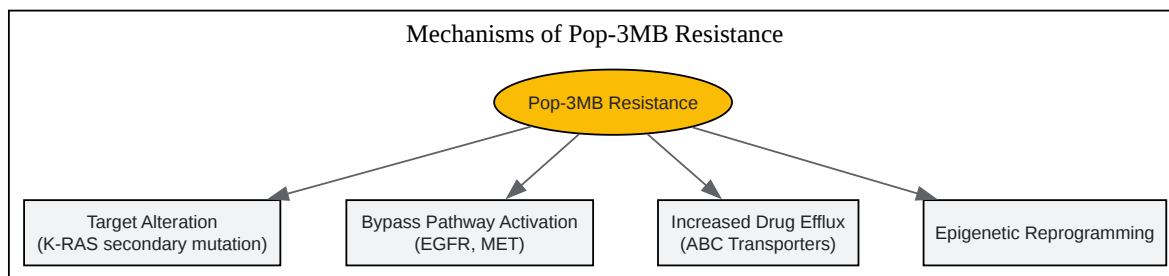 Mechanisms of Pop-3MB Resistance
Pop-3MB Resistance
Target Alteration
(K-RAS secondary mutation)
Bypass Pathway Activation
(EGFR, MET)
Increased Drug Efflux
(ABC Transporters)
Epigenetic Reprogramming